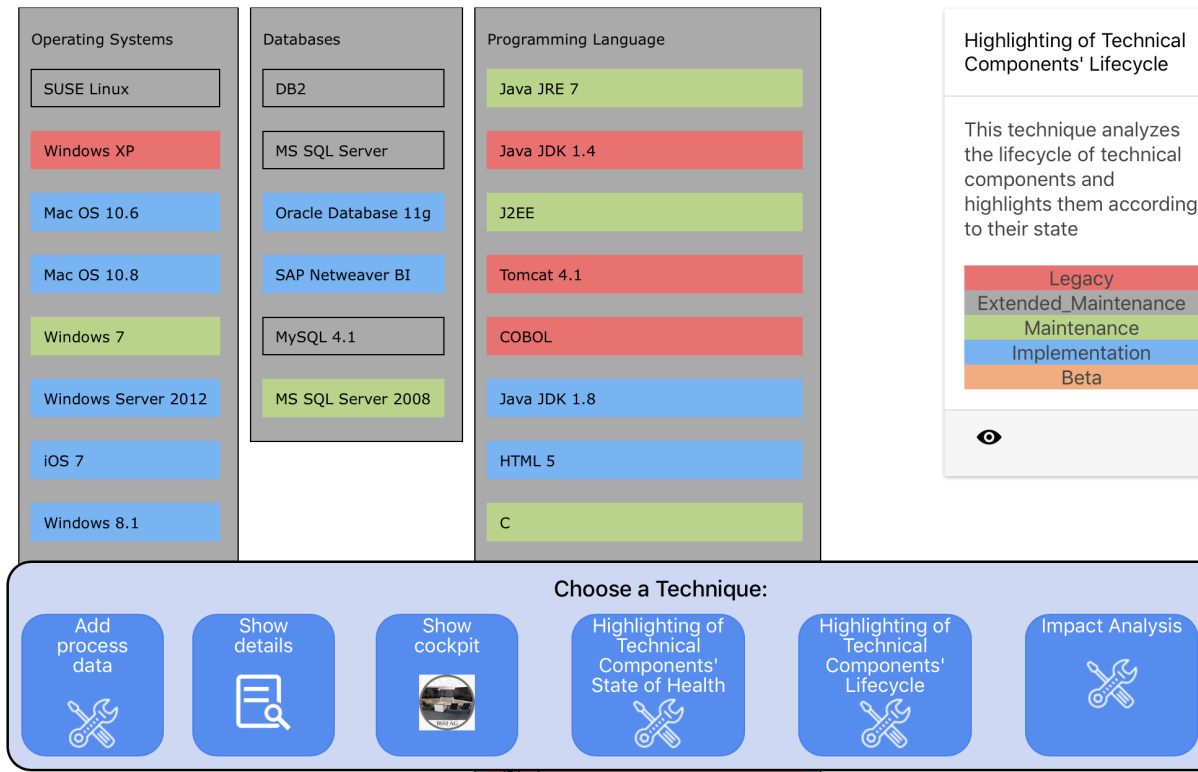 Operating Systems
SUSE Linux
Windows XP
Mac OS 10.6
Mac OS 10.8
Windows 7
Windows Server 2012
iOS 7
Windows 8.1
Databases
DB2
MS SQL Server
Oracle Database 11g
SAP Netweaver BI
MySQL 4.1
MS SQL Server 2008
Programming Language
Java JRE 7
Java JDK 1.4
J2EE
Tomcat 4.1
COBOL
Java JDK 1.8
HTML 5
C
Highlighting of Technical
Components' Lifecycle
This technique analyzes
the lifecycle of technical
components and
highlights them according
to their state
Legacy
Extended_Maintenance
Maintenance
Implementation
Beta
Choose a Technique:
Add
process
data
Show
details
Show
cockpit
BSM AG
Highlighting of
Technical
Components'
State of Health
Highlighting of
Technical
Components'
Lifecycle
Impact Analysis